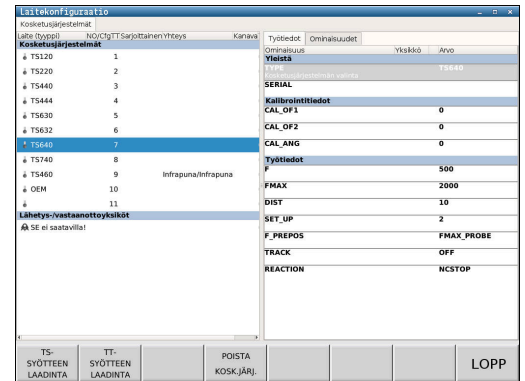 Laitekonfiguraatio
Kosketusjärjestelmät
Laite (tyyppi) NO/CfgTT Sarjoittainen Yhteys Kanava
Kosketusjärjestelmät
TS120 1
TS220 2
TS440 3
TS444 4
TS630 5
TS632 6
TS640 7
TS740 8
TS460 9 Infrapuna/Infrapuna
OEM 10
11
Lähetys-/vastaanottoyksiköt
SE ei saatavilla!
Työtiedot Ominaisuudet
Ominaisuus Yksikkö Arvo
Yleistä
TYPE TS640
Kosketusjärjestelmän valinta
SERIAL
Kalibrointitiedot
CAL_OF1 0
CAL_OF2 0
CAL_ANG 0
Työtiedot
F 500
FMAX 2000
DIST 10
SET_UP 2
F_PREPOS FMAX_PROBE
TRACK OFF
REACTION NCSTOP
TS-
SYÖTTEEN
LAADINTA
TT-
SYÖTTEEN
LAADINTA
POISTA
KOSK.JÄRJ.
LOPP